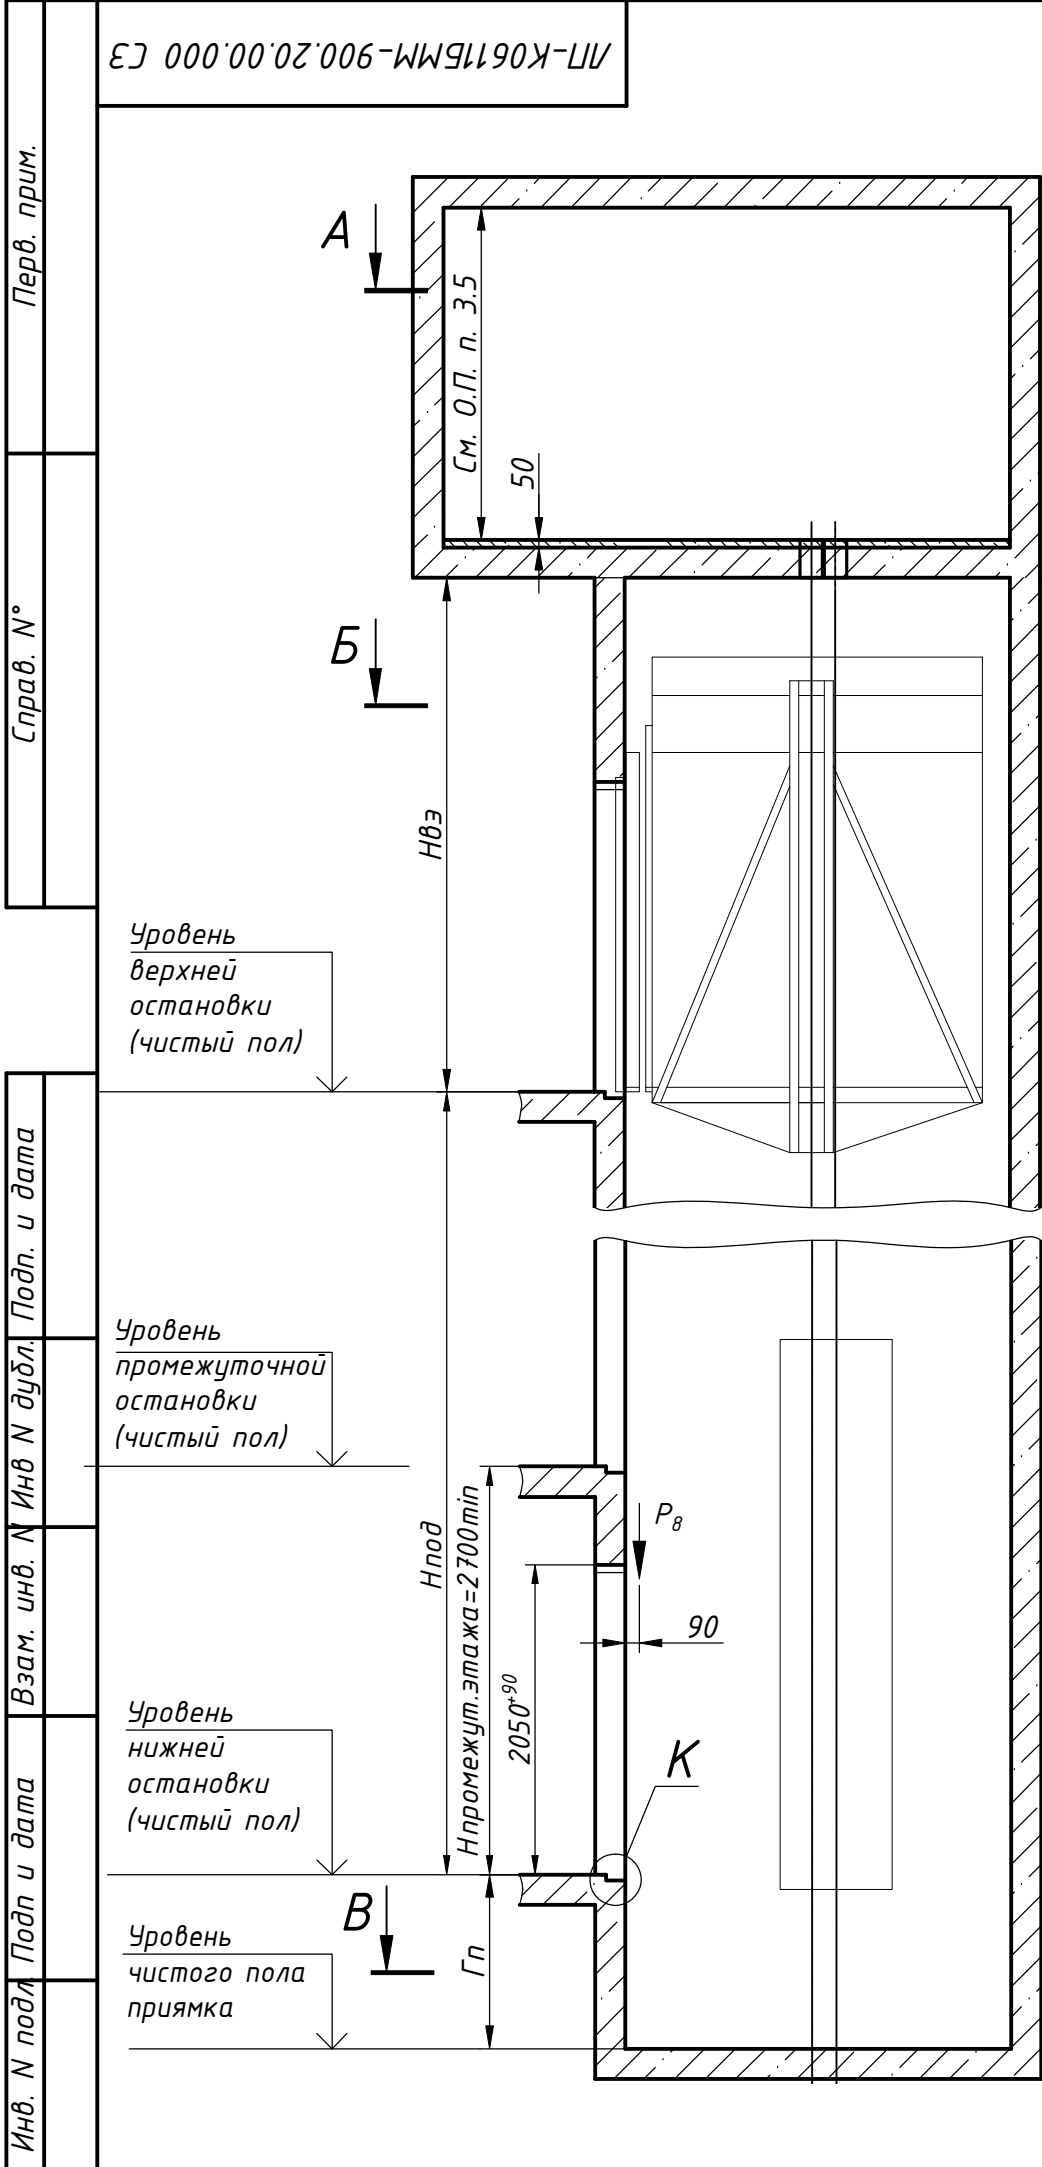 ЛП-К0611БММ-900.20.00.000 СЗ
Перв. прим.
Справ. N°
Подп. и дата
Инв N дубл.
Взам. инв. N
Подп и дата
Инв. N подл.
А
См. О.П. п. 3.5
50
Б
Нвэ
Уровень
верхней
остановки
(чистый пол)
Уровень
промежуточной
остановки
(чистый пол)
Нпод
Нпромежут.этажа=2700min
2050+90
P8
90
К
Уровень
нижней
остановки
(чистый пол)
В
Гп
Уровень
чистого пола
приямка